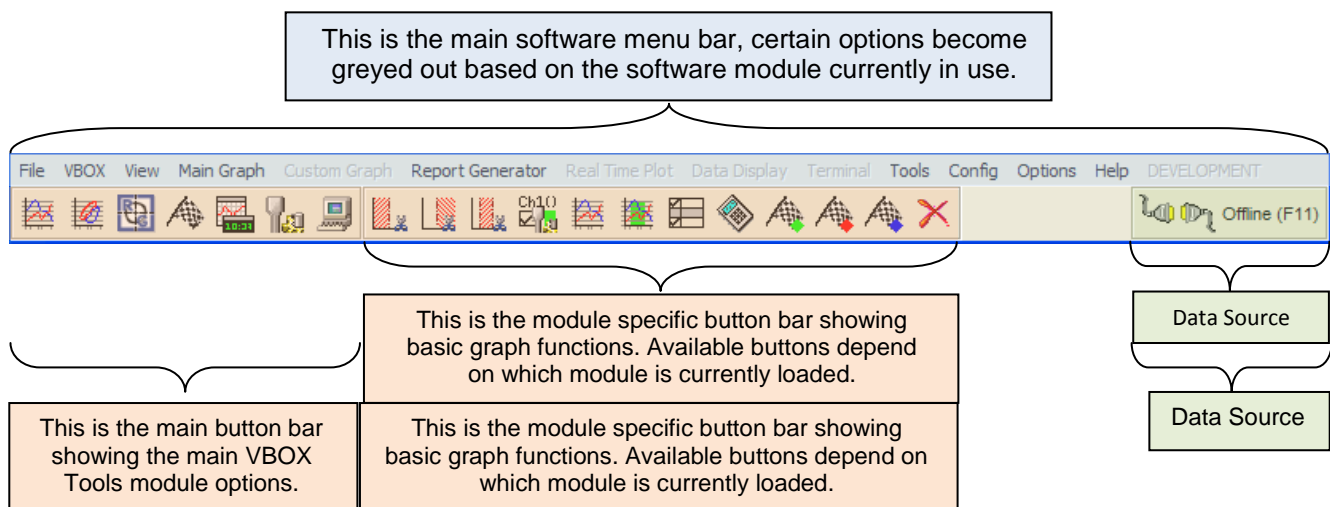 This is the main software menu bar, certain options become
greyed out based on the software module currently in use.
File VBOX View Main Graph Custom Graph Report Generator Real Time Plot Data Display Terminal Tools Config Options Help DEVELOPMENT
Ch1()
10:34
Offline (F11)
This is the module specific button bar showing
basic graph functions. Available buttons depend
on which module is currently loaded.
Data Source
This is the main button bar
showing the main VBOX
Tools module options.
This is the module specific button bar showing
basic graph functions. Available buttons depend on
which module is currently loaded.
Data Source